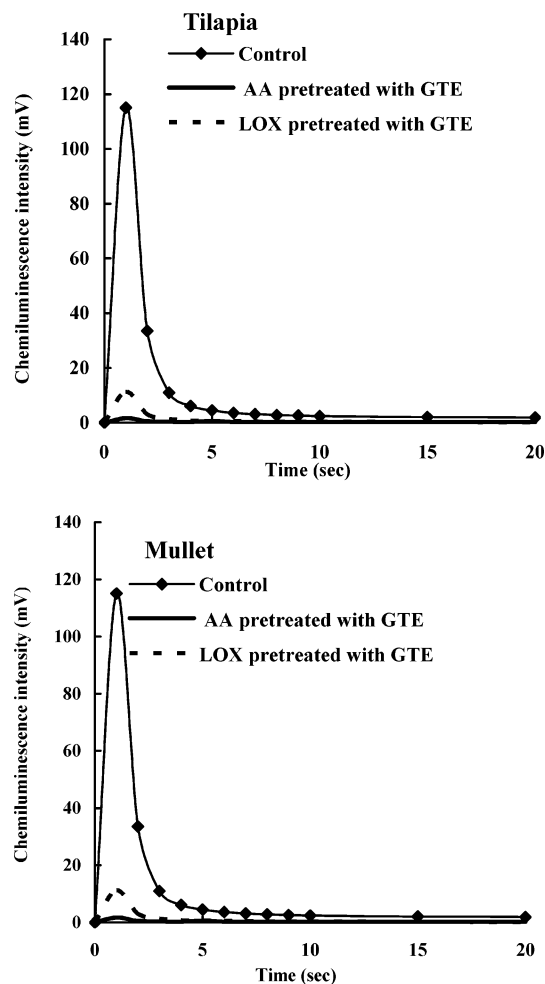 Tilapia
Control
AA pretreated with GTE
LOX pretreated with GTE
Chemiluminescence intensity (mV)
140
120
100
80
60
40
20
0
0 5 10 15 20
Time (sec)
Mullet
Control
AA pretreated with GTE
LOX pretreated with GTE
Chemiluminescence intensity (mV)
140
120
100
80
60
40
20
0
0 5 10 15 20
Time (sec)